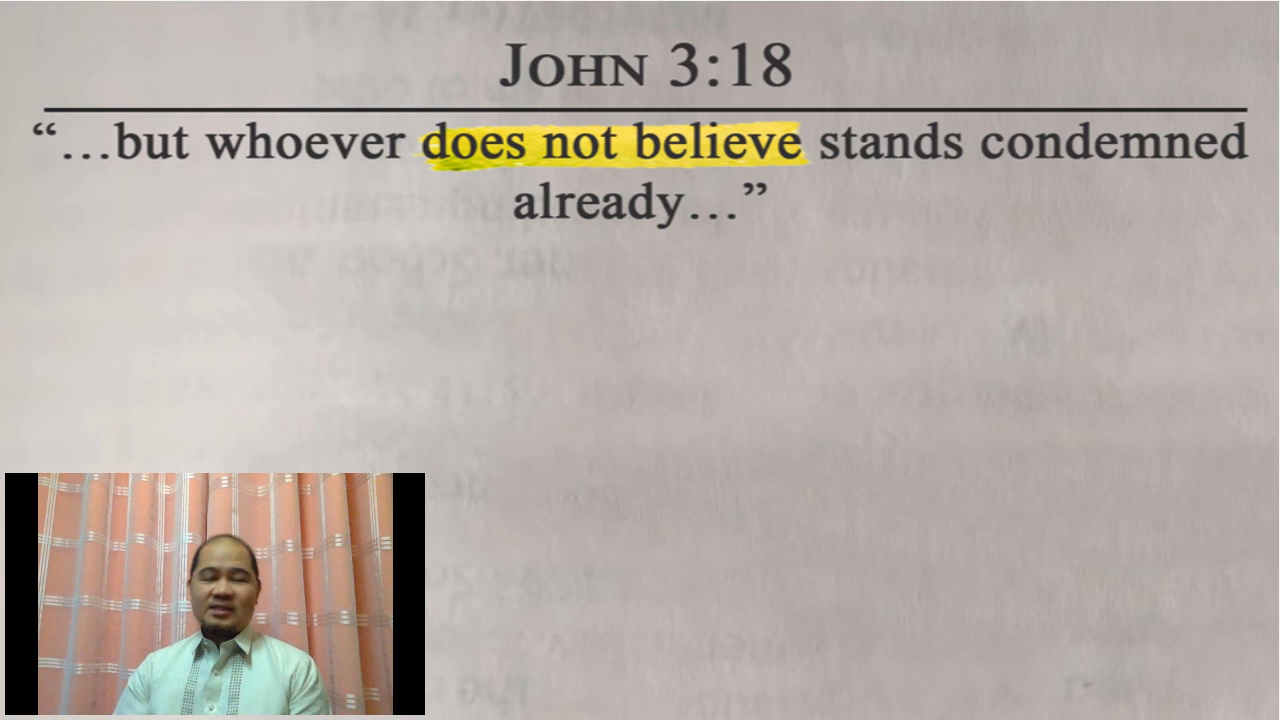 JOHN 3:18
“…but whoever does not believe stands condemned
already…”